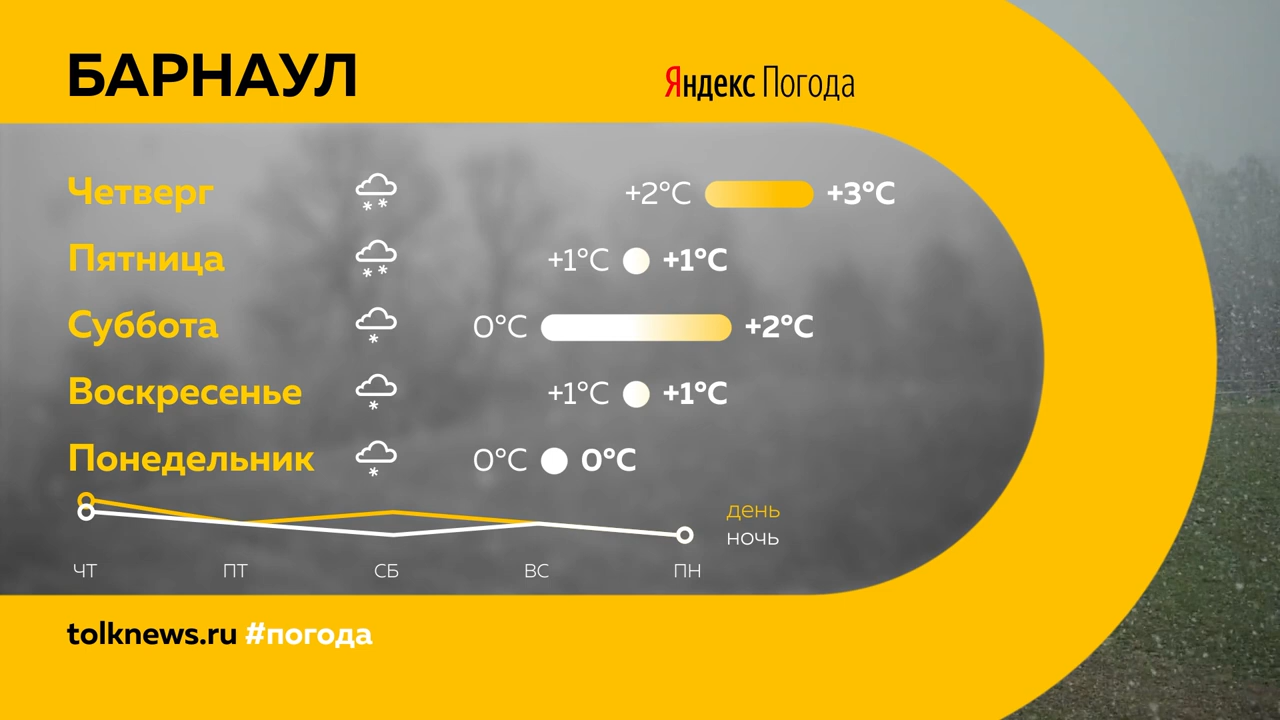 БАРНАУЛ
Яндекс Погода
Четверг +2°C +3°C
Пятница +1°C +1°C
Суббота 0°C +2°C
Воскресенье +1°C +1°C
Понедельник 0°C 0°C
день
ночь
ЧТ ПТ СБ ВС ПН
tolknews.ru #погода